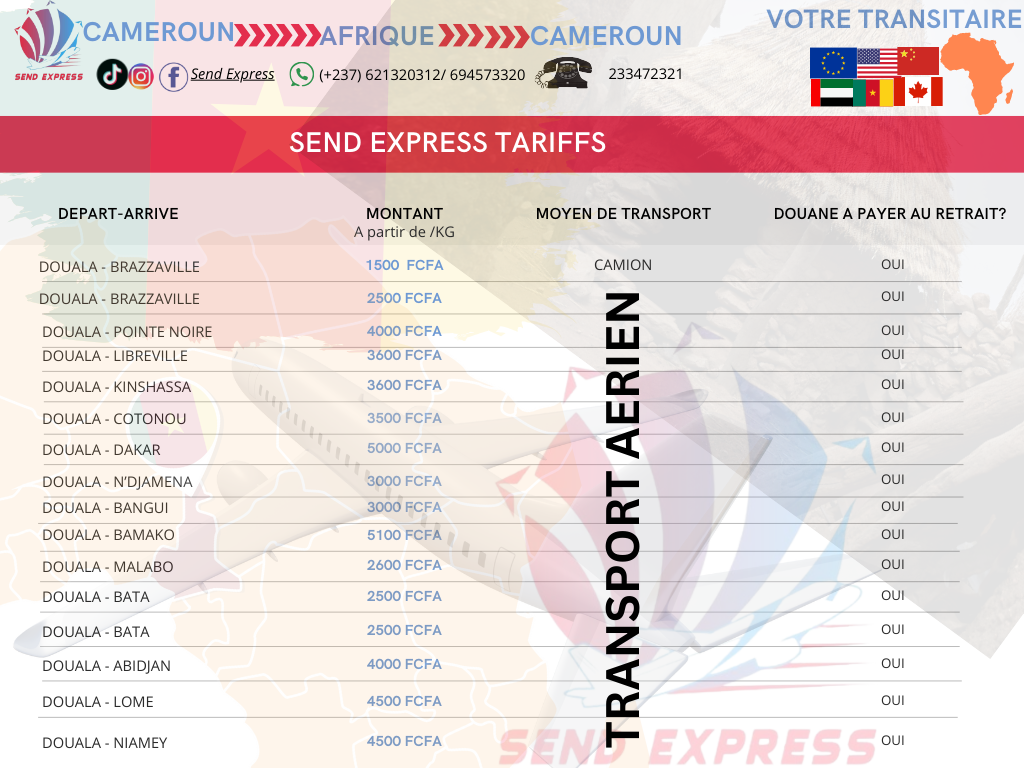 CAMEROUN AFRIQUE CAMEROUN
VOTRE TRANSITAIRE
SEND EXPRESS
Send Express (+237) 621320312/ 694573320 233472321
SEND EXPRESS TARIFFS
DEPART-ARRIVE MONTANT MOYEN DE TRANSPORT DOUANE A PAYER AU RETRAIT?
A partir de /KG
DOUALA - BRAZZAVILLE 1500 FCFA CAMION OUI
DOUALA - BRAZZAVILLE 2500 FCFA OUI
DOUALA - POINTE NOIRE 4000 FCFA OUI
DOUALA - LIBREVILLE 3600 FCFA OUI
DOUALA - KINSHASSA 3600 FCFA OUI
DOUALA - COTONOU 3500 FCFA OUI
DOUALA - DAKAR 5000 FCFA OUI
DOUALA - N'DJAMENA 3000 FCFA OUI
DOUALA - BANGUI 3000 FCFA OUI
DOUALA - BAMAKO 5100 FCFA OUI
DOUALA - MALABO 2600 FCFA OUI
DOUALA - BATA 2500 FCFA OUI
DOUALA - BATA 2500 FCFA OUI
DOUALA - ABIDJAN 4000 FCFA OUI
DOUALA - LOME 4500 FCFA OUI
DOUALA - NIAMEY 4500 FCFA OUI
TRANSPORT AERIEN
SEND EXPRESS